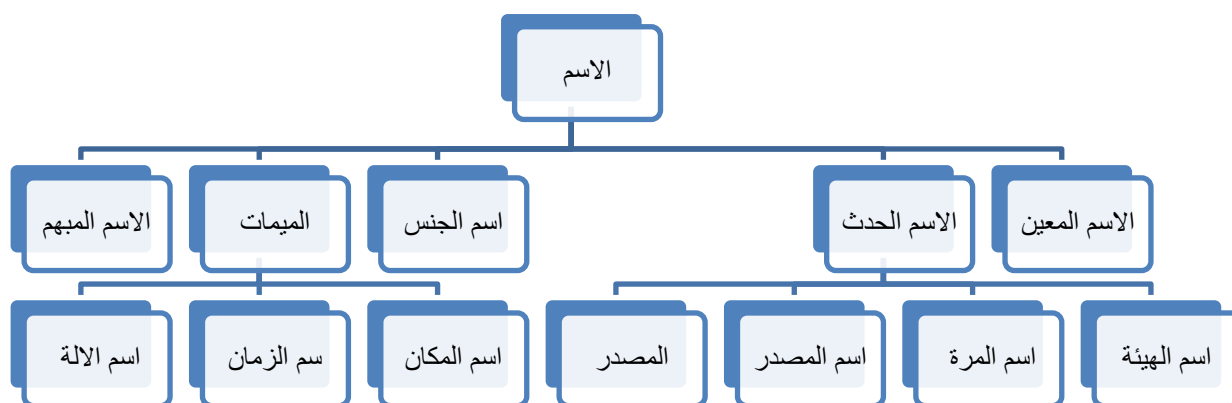 الاسم
الاسم المعين
الاسم الحدث
اسم الجنس
الميمات
الاسم المبهم
اسم الهيئة
اسم المرة
اسم المصدر
المصدر
اسم المكان
سم الزمان
اسم الالة